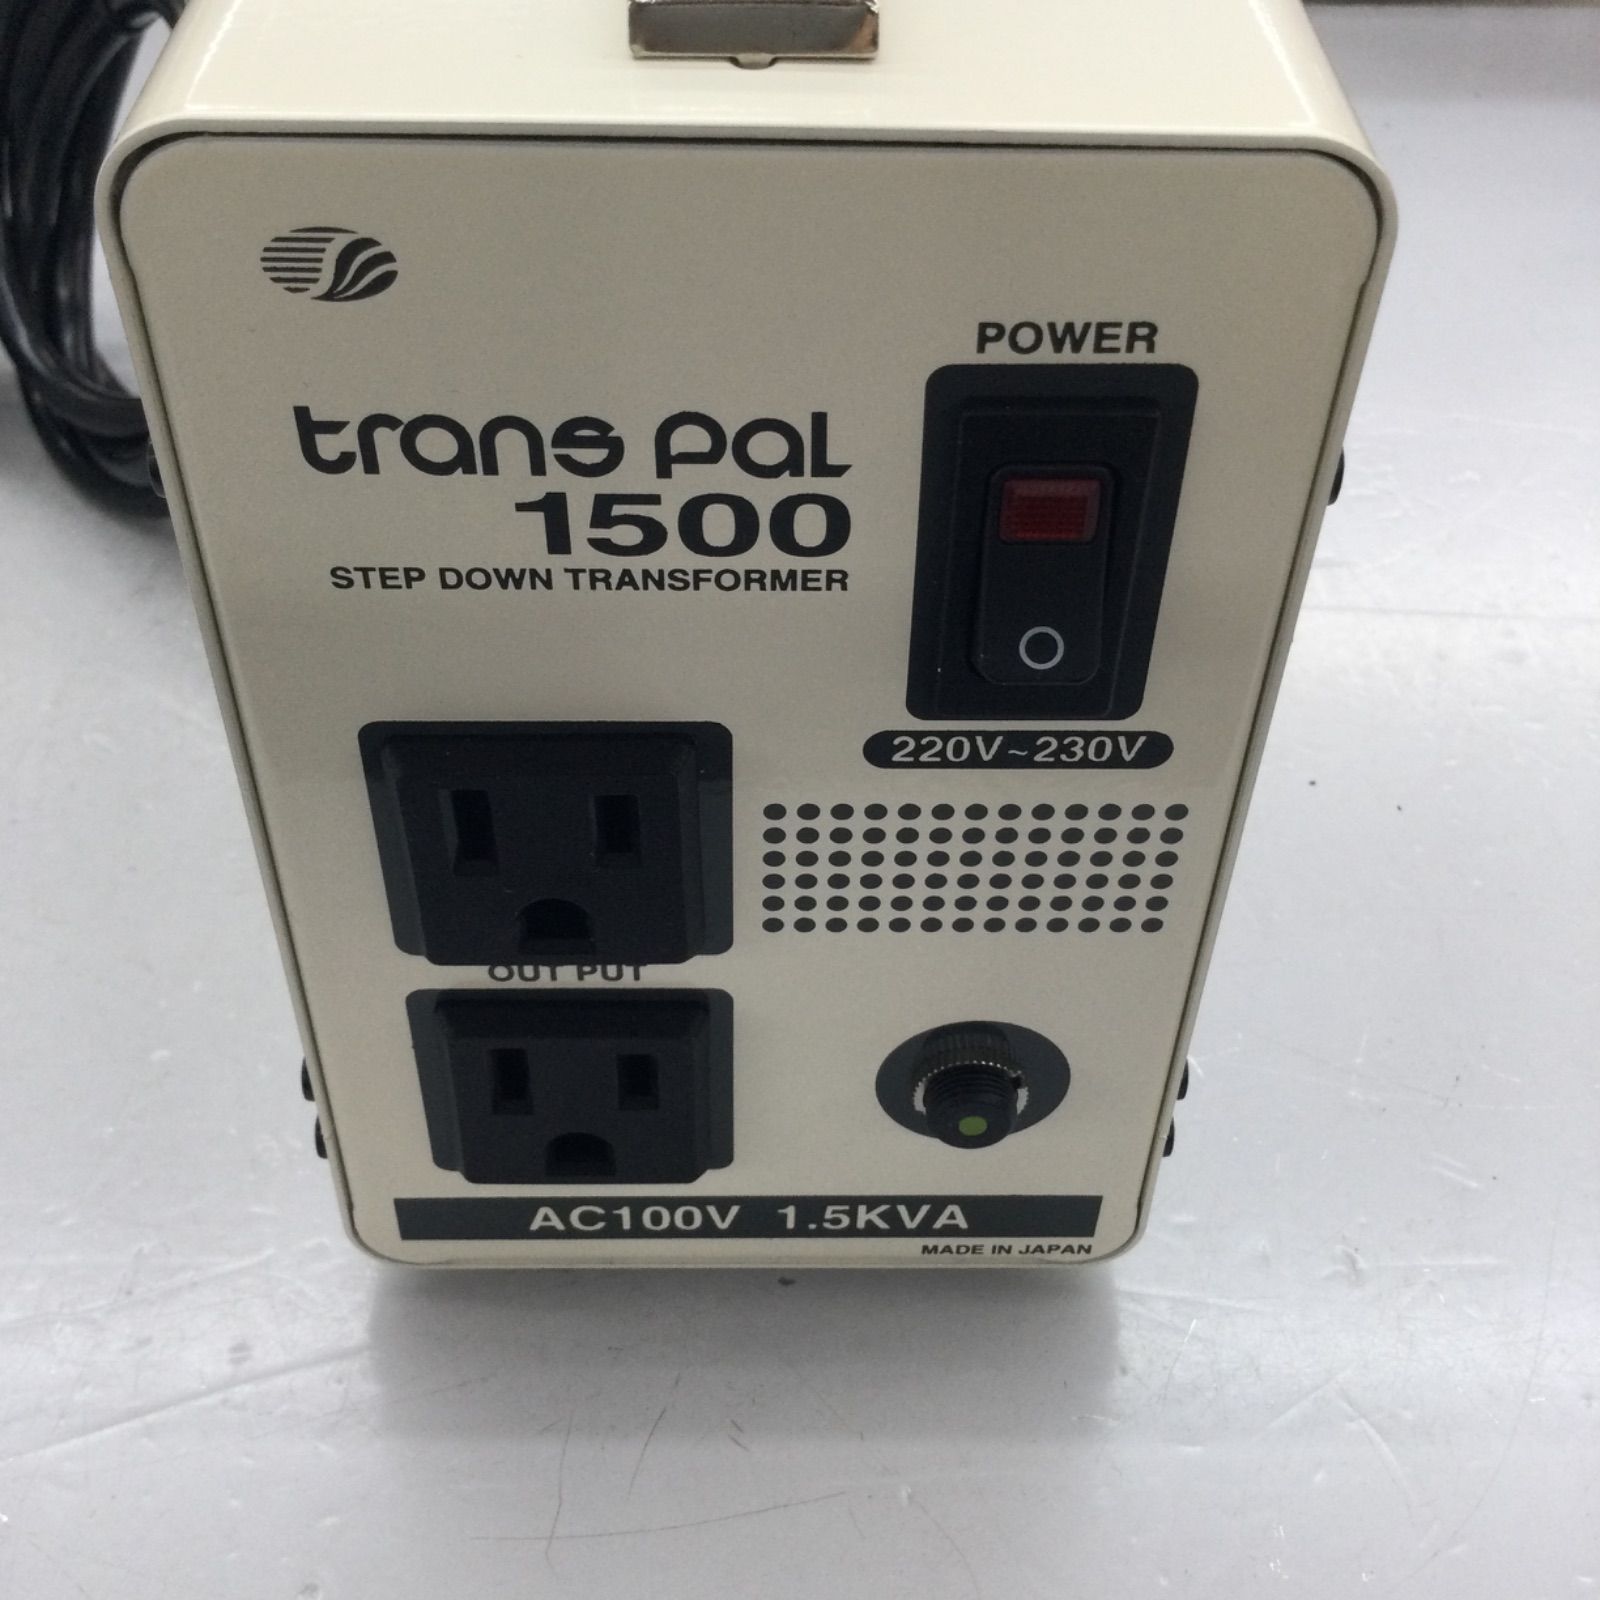 POWER
trans pal
1500
STEP DOWN TRANSFORMER
220V~230V
OUT PUT
AC100V 1.5KVA
MADE IN JAPAN